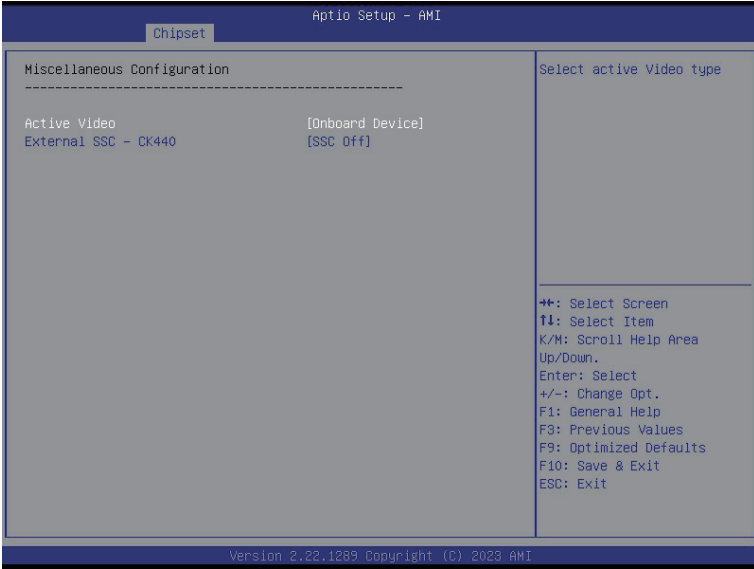 Aptio Setup – AMI
Chipset
Miscellaneous Configuration
--------------------------------------------------
Active Video [Onboard Device]
External SSC – CK440 [SSC Off]
Select active Video type
→←: Select Screen
↑↓: Select Item
K/M: Scroll Help Area
Up/Down.
Enter: Select
+/-: Change Opt.
F1: General Help
F3: Previous Values
F9: Optimized Defaults
F10: Save & Exit
ESC: Exit
Version 2.22.1289 Copyright (C) 2023 AMI